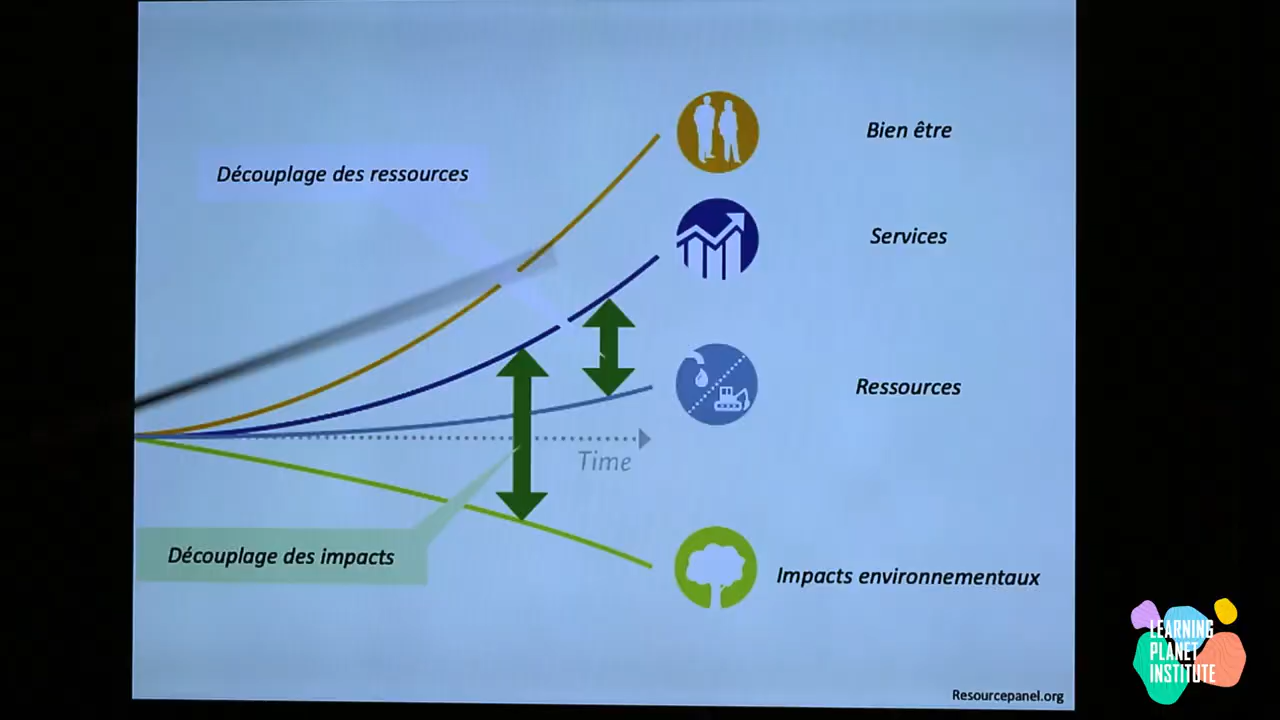 Bien être
Découplage des ressources
Services
Ressources
Time
Découplage des impacts
Impacts environnementaux
LEARNING
PLANET
INSTITUTE
Resourcepanel.org